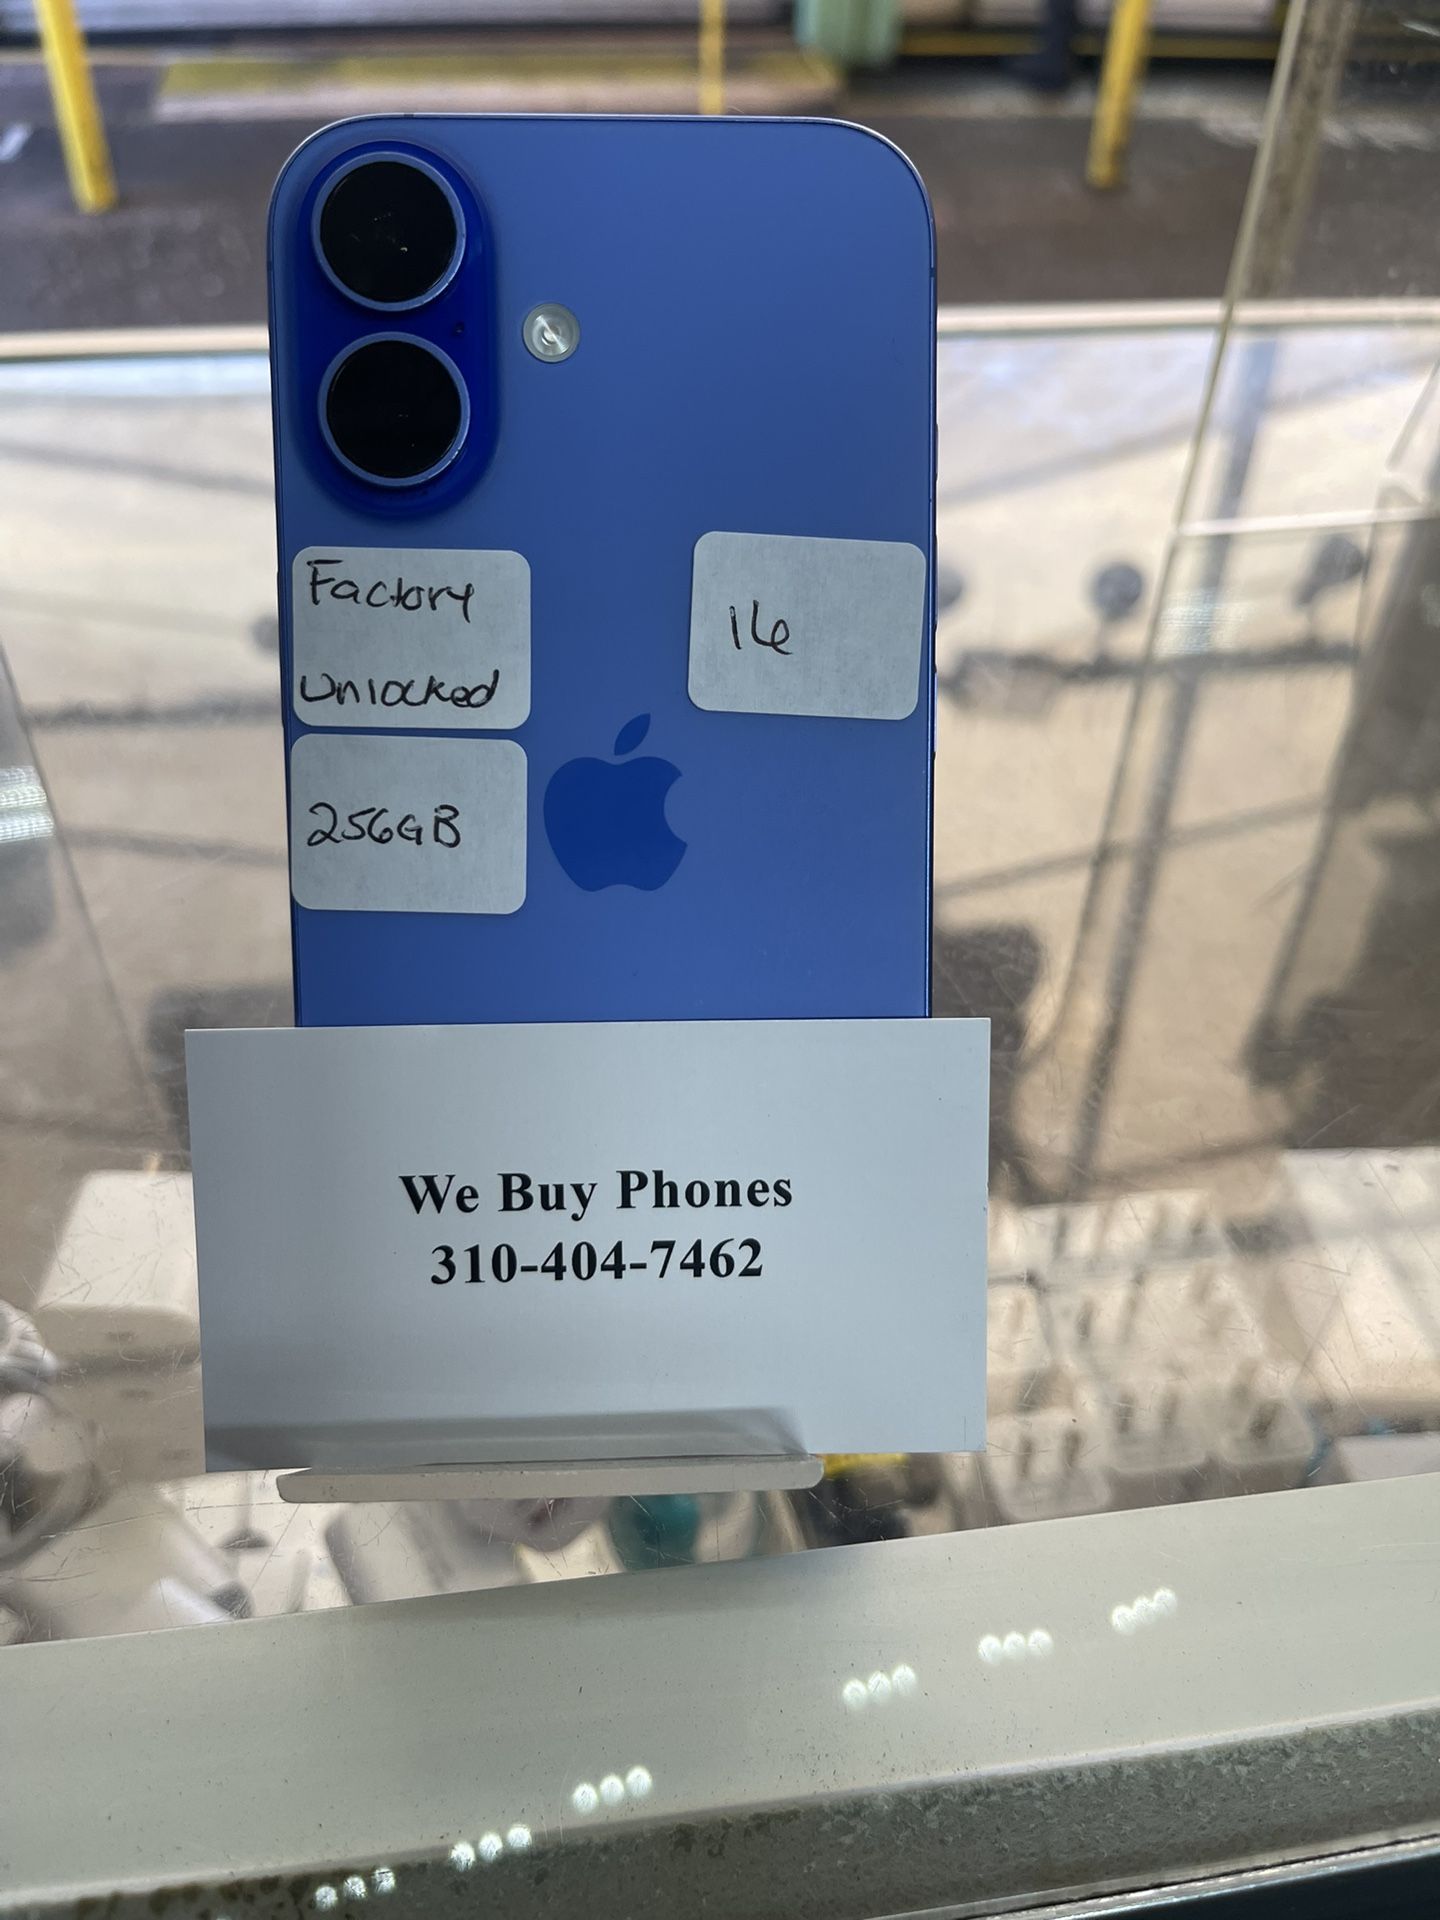 Factory
Unlocked
16
256GB
We Buy Phones
310-404-7462